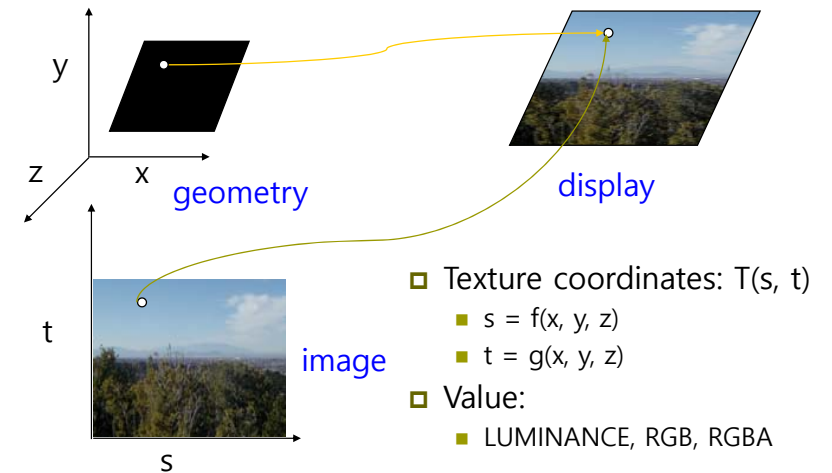 y
z
x
geometry
display
t
image
s
Texture coordinates: T(s, t)
s = f(x, y, z)
t = g(x, y, z)
Value:
LUMINANCE, RGB, RGBA